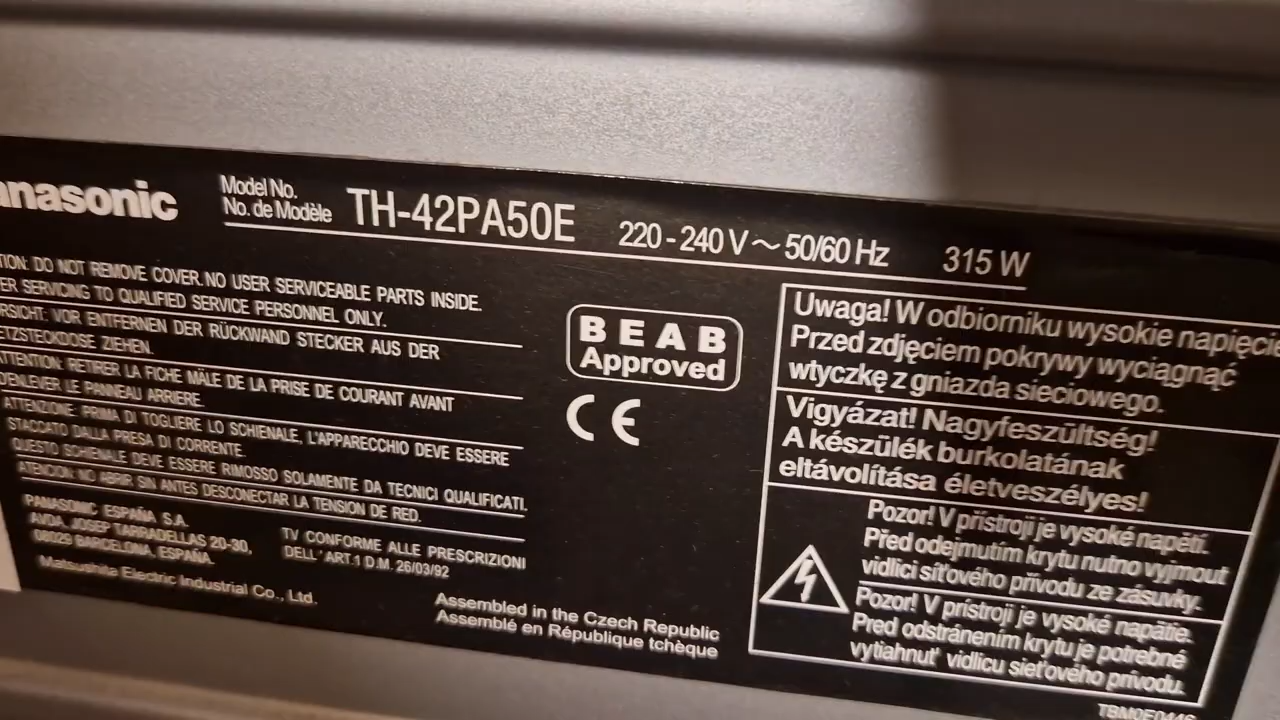 anasonic
Model No.
No. de Modèle
TH-42PA50E
220-240 V ~ 50/60 Hz
315 W
TION: DO NOT REMOVE COVER. NO USER SERVICEABLE PARTS INSIDE.
ER SERVICING TO QUALIFIED SERVICE PERSONNEL ONLY.
RSICHT: VOR ENTFERNEN DER RÜCKWAND STECKER AUS DER
ETZSTECKDOSE ZIEHEN.
ATTENTION: RETIRER LA FICHE MÂLE DE LA PRISE DE COURANT AVANT
D'ENLEVER LE PANNEAU ARRIERE.
ATTENZIONE: PRIMA DI TOGLIERE LO SCHIENALE, L'APPARECCHIO DEVE ESSERE
STACCATO DALLA PRESA DI CORRENTE.
QUESTO SCHIENALE DEVE ESSERE RIMOSSO SOLAMENTE DA TECNICI QUALIFICATI.
ATENCION: NO ABRIR SIN ANTES DESCONECTAR LA TENSION DE RED.
PANASONIC ESPAÑA S.A.
AVDA. JOSEP TARRADELLAS 20-30,
08029 BARCELONA, ESPAÑA
TV CONFORME ALLE PRESCRIZIONI
DELL'ART.1 D.M. 26/03/92
Matsushita Electric Industrial Co., Ltd.
Assembled in the Czech Republic
Assemblé en République tchèque
BEAB
Approved
CE
Uwaga! W odbiorniku wysokie napięcie
Przed zdjęciem pokrywy wyciągnąć
wtyczkę z gniazda sieciowego.
Vigyázat! Nagyfeszültség!
A készülék burkolatának
eltávolítása életveszélyes!
Pozor! V přístroji je vysoké napětí.
Před odejmutím krytu nutno vyjmout
vidlici síťového přívodu ze zásuvky.
Pozor! V prístroji je vysoké napätie.
Pred odstránením krytu je potrebné
vytiahnuť vidlicu sieťového prívodu.